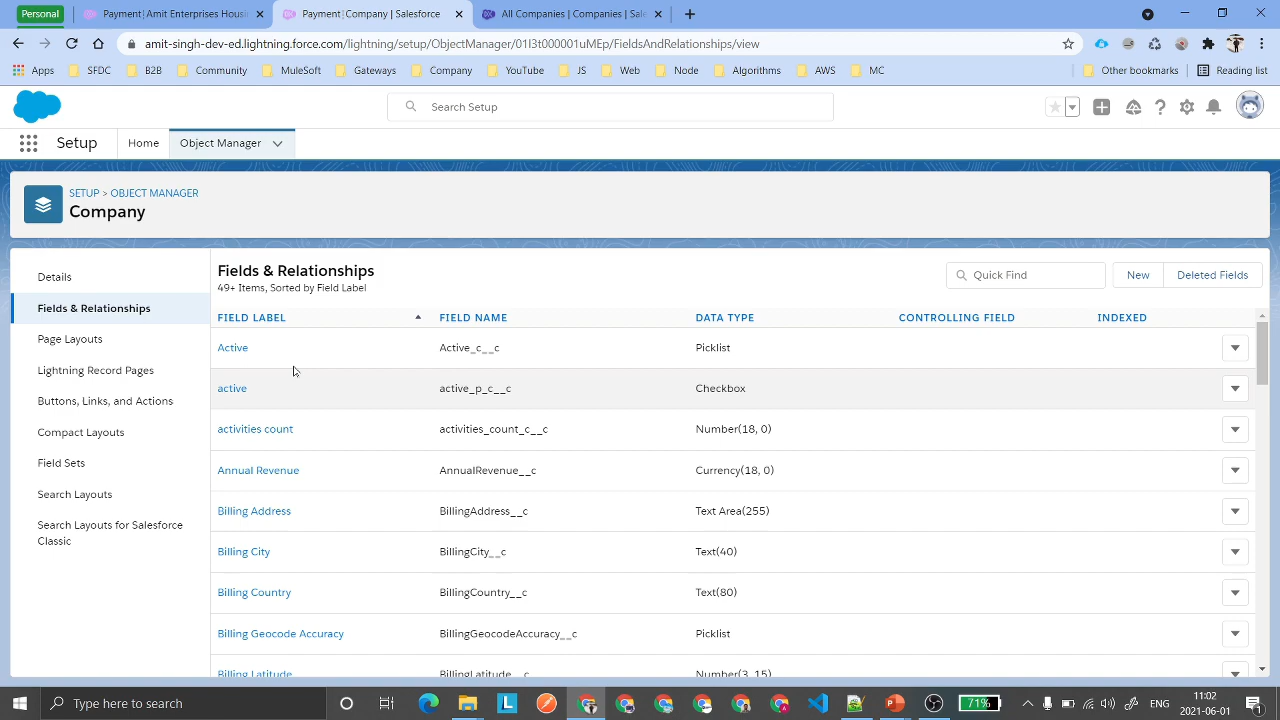 Personal Payment | Amit Enterprise House Payment | Company | Salesforce All Companies | Companies | Sale
amit-singh-dev-ed.lightning.force.com/lightning/setup/ObjectManager/01I3t000001uMEp/FieldsAndRelationships/view
Apps SFDC B2B Community MuleSoft Gateways Company YouTube JS Web Node Algorithms AWS MC Other bookmarks Reading list
Search Setup
Setup Home Object Manager
SETUP > OBJECT MANAGER
Company
Details
Fields & Relationships
Page Layouts
Lightning Record Pages
Buttons, Links, and Actions
Compact Layouts
Field Sets
Search Layouts
Search Layouts for Salesforce
Classic
Fields & Relationships
49+ Items, Sorted by Field Label
Quick Find New Deleted Fields
FIELD LABEL FIELD NAME DATA TYPE CONTROLLING FIELD INDEXED
Active Active_c__c Picklist
active active_p_c__c Checkbox
activities count activities_count_c__c Number(18, 0)
Annual Revenue AnnualRevenue__c Currency(18, 0)
Billing Address BillingAddress__c Text Area(255)
Billing City BillingCity__c Text(40)
Billing Country BillingCountry__c Text(80)
Billing Geocode Accuracy BillingGeocodeAccuracy__c Picklist
Billing Latitude BillingLatitude__c Number(3, 15)
Type here to search 71% ENG 11:02
2021-06-01